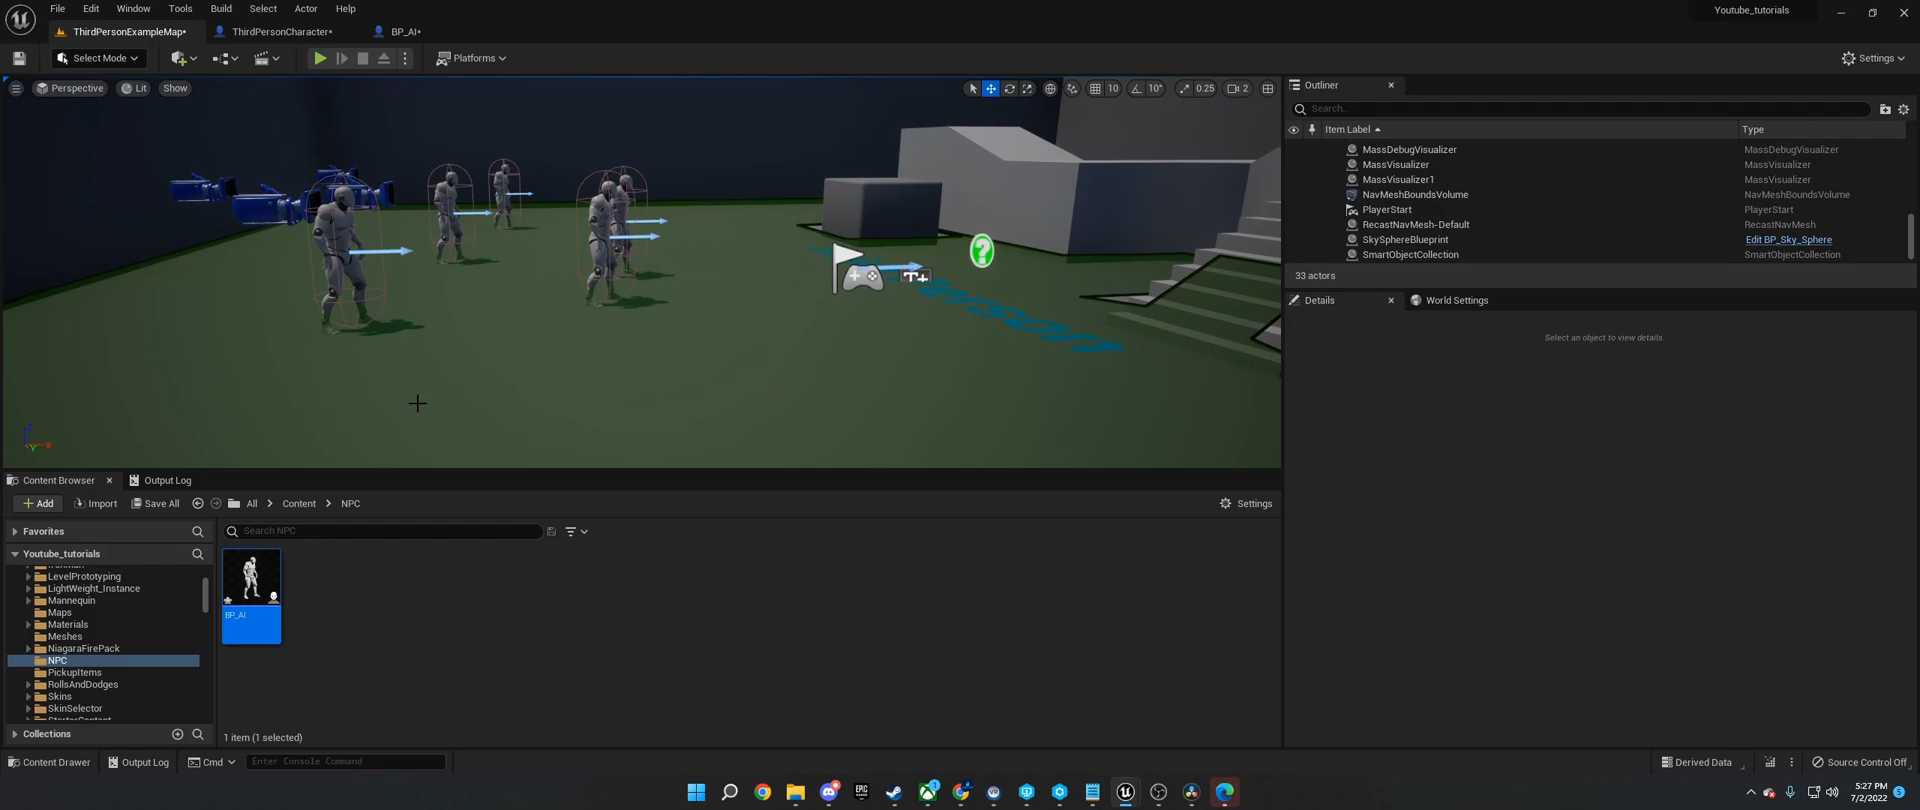 File Edit Window Tools Build Select Actor Help
Youtube_tutorials
ThirdPersonExampleMap•
ThirdPersonCharacter•
BP_AI•
Select Mode
Platforms
Settings
Perspective
Lit
Show
10
10°
0.25
2
Outliner
Search...
Item Label
Type
MassDebugVisualizer MassDebugVisualizer
MassVisualizer MassVisualizer
MassVisualizer1 MassVisualizer
NavMeshBoundsVolume NavMeshBoundsVolume
PlayerStart PlayerStart
RecastNavMesh-Default RecastNavMesh
SkySphereBlueprint Edit BP_Sky_Sphere
SmartObjectCollection SmartObjectCollection
33 actors
Details
World Settings
Select an object to view details.
?
T+
Z
X
Y
Content Browser
Output Log
+ Add
Import
Save All
All > Content > NPC
Settings
Favorites
Search NPC
Youtube_tutorials
LevelPrototyping
LightWeight_Instance
Mannequin
Maps
Materials
Meshes
NiagaraFirePack
NPC
PickupItems
RollsAndDodges
Skins
SkinSelector
BP_AI
Collections
1 item (1 selected)
Content Drawer
Output Log
Cmd
Enter Console Command
Derived Data
Source Control Off
EPIC
5:27 PM
7/2/2022
5